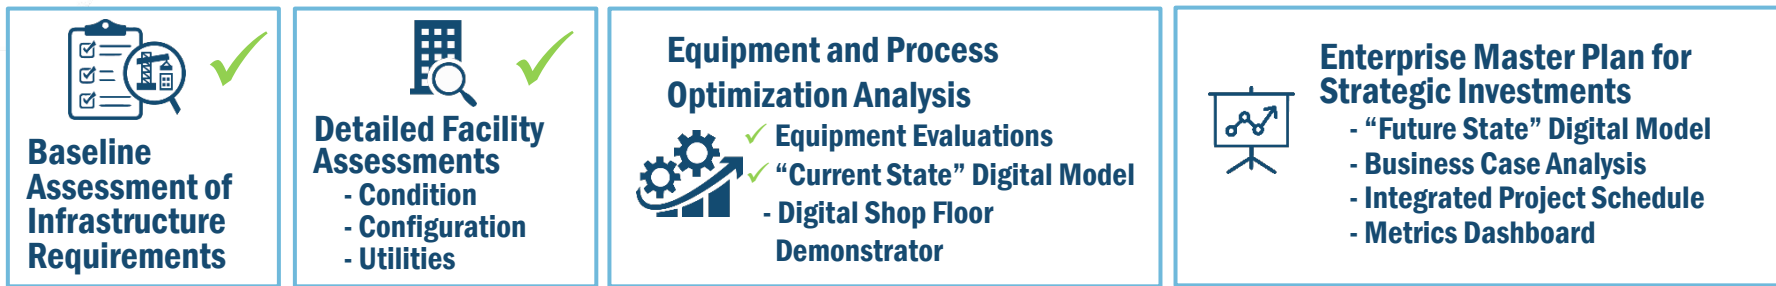 Baseline
Assessment of
Infrastructure
Requirements
Detailed Facility
Assessments
- Condition
- Configuration
- Utilities
Equipment and Process
Optimization Analysis
✓ Equipment Evaluations
✓ “Current State” Digital Model
- Digital Shop Floor
Demonstrator
Enterprise Master Plan for
Strategic Investments
- “Future State” Digital Model
- Business Case Analysis
- Integrated Project Schedule
- Metrics Dashboard